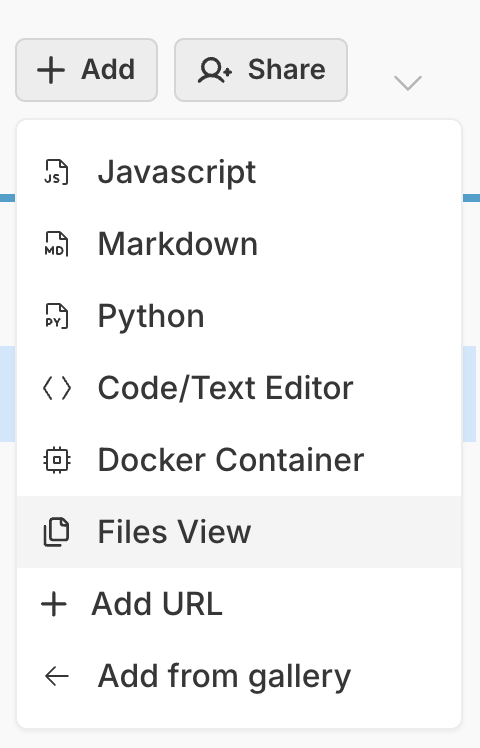 Add Share
JS Javascript
MD Markdown
PY Python
Code/Text Editor
Docker Container
Files View
Add URL
Add from gallery